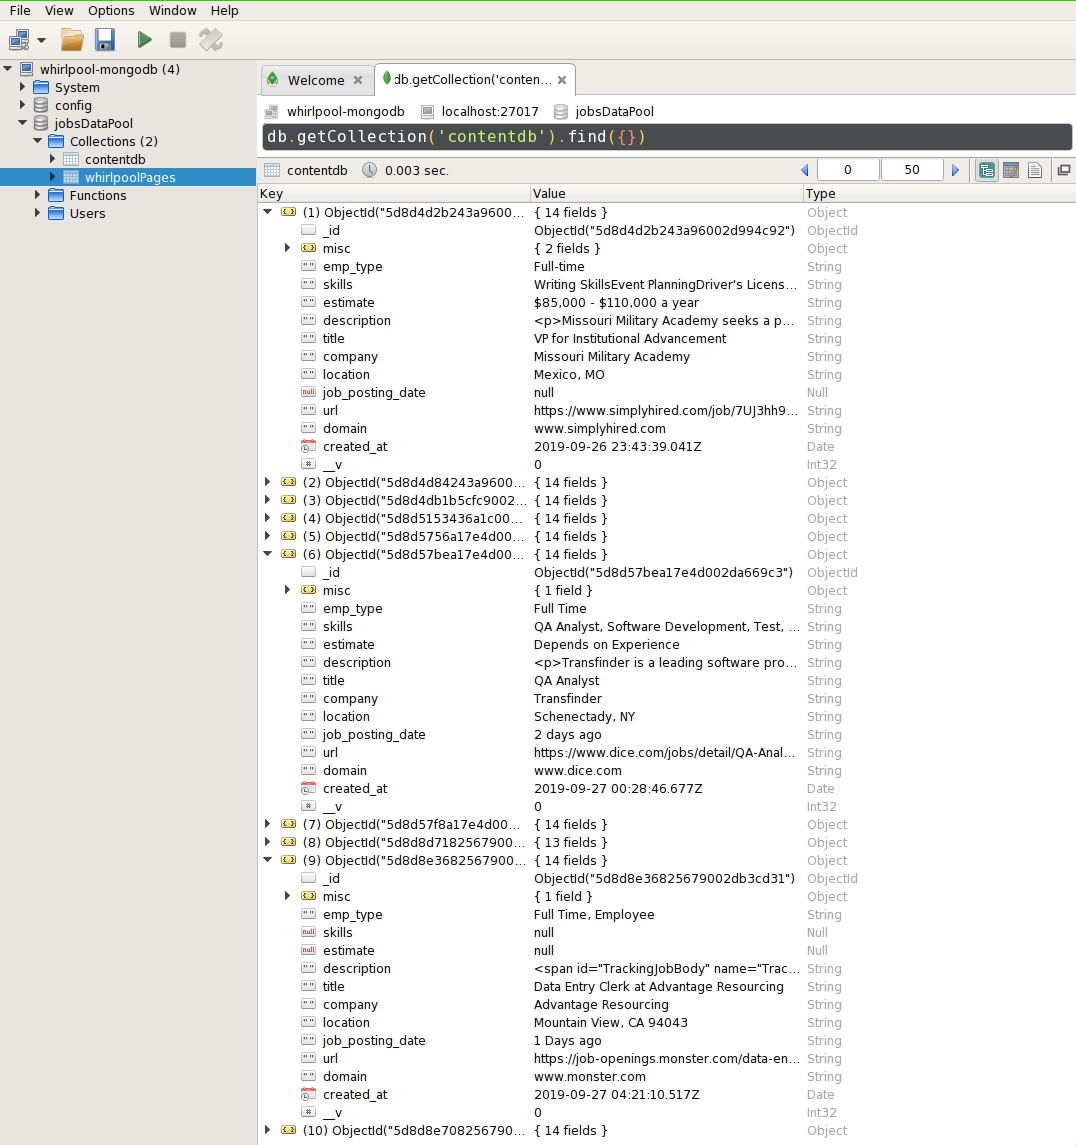 File View Options Window Help
whirlpool-mongodb (4)
System
config
jobsDataPool
Collections (2)
contentdb
whirlpoolPages
Functions
Users
Welcome db.getCollection('conten...
whirlpool-mongodb localhost:27017 jobsDataPool
db.getCollection('contentdb').find({})
contentdb 0.003 sec. 0 50
Key Value Type
(1) ObjectId("5d8d4d2b243a9600... { 14 fields } Object
_id ObjectId("5d8d4d2b243a96002d994c92") ObjectId
misc { 2 fields } Object
"" emp_type Full-time String
"" skills Writing SkillsEvent PlanningDriver's Licens... String
"" estimate $85,000 - $110,000 a year String
"" description <p>Missouri Military Academy seeks a p... String
"" title VP for Institutional Advancement String
"" company Missouri Military Academy String
"" location Mexico, MO String
null job_posting_date null Null
"" url https://www.simplyhired.com/job/7UJ3hh9... String
"" domain www.simplyhired.com String
created_at 2019-09-26 23:43:39.041Z Date
# __v 0 Int32
(2) ObjectId("5d8d4d84243a9600... { 14 fields } Object
(3) ObjectId("5d8d4db1b5cfc9002... { 14 fields } Object
(4) ObjectId("5d8d5153436a1c00... { 14 fields } Object
(5) ObjectId("5d8d5756a17e4d00... { 14 fields } Object
(6) ObjectId("5d8d57bea17e4d00... { 14 fields } Object
_id ObjectId("5d8d57bea17e4d002da669c3") ObjectId
misc { 1 field } Object
"" emp_type Full Time String
"" skills QA Analyst, Software Development, Test, ... String
"" estimate Depends on Experience String
"" description <p>Transfinder is a leading software pro... String
"" title QA Analyst String
"" company Transfinder String
"" location Schenectady, NY String
"" job_posting_date 2 days ago String
"" url https://www.dice.com/jobs/detail/QA-Anal... String
"" domain www.dice.com String
created_at 2019-09-27 00:28:46.677Z Date
# __v 0 Int32
(7) ObjectId("5d8d57f8a17e4d00... { 14 fields } Object
(8) ObjectId("5d8d8d7182567900... { 13 fields } Object
(9) ObjectId("5d8d8e3682567900... { 14 fields } Object
_id ObjectId("5d8d8e36825679002db3cd31") ObjectId
misc { 1 field } Object
"" emp_type Full Time, Employee String
null skills null Null
null estimate null Null
"" description <span id="TrackingJobBody" name="Trac... String
"" title Data Entry Clerk at Advantage Resourcing String
"" company Advantage Resourcing String
"" location Mountain View, CA 94043 String
"" job_posting_date 1 Days ago String
"" url https://job-openings.monster.com/data-en... String
"" domain www.monster.com String
created_at 2019-09-27 04:21:10.517Z Date
# __v 0 Int32
(10) ObjectId("5d8d8e708256790... { 14 fields } Object